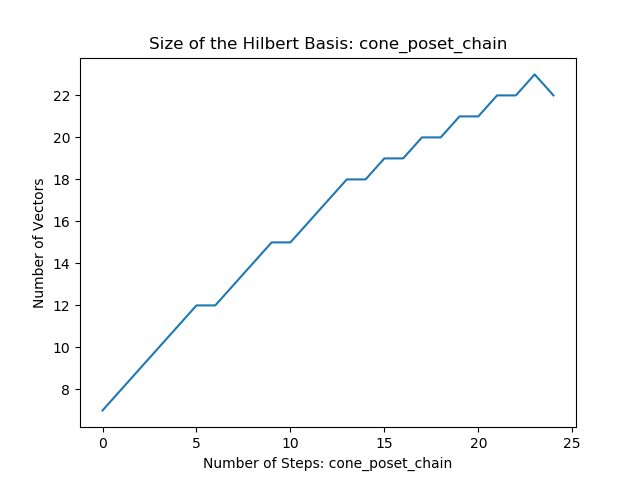 Size of the Hilbert Basis: cone_poset_chain
Number of Vectors
22
20
18
16
14
12
10
8
0 5 10 15 20 25
Number of Steps: cone_poset_chain